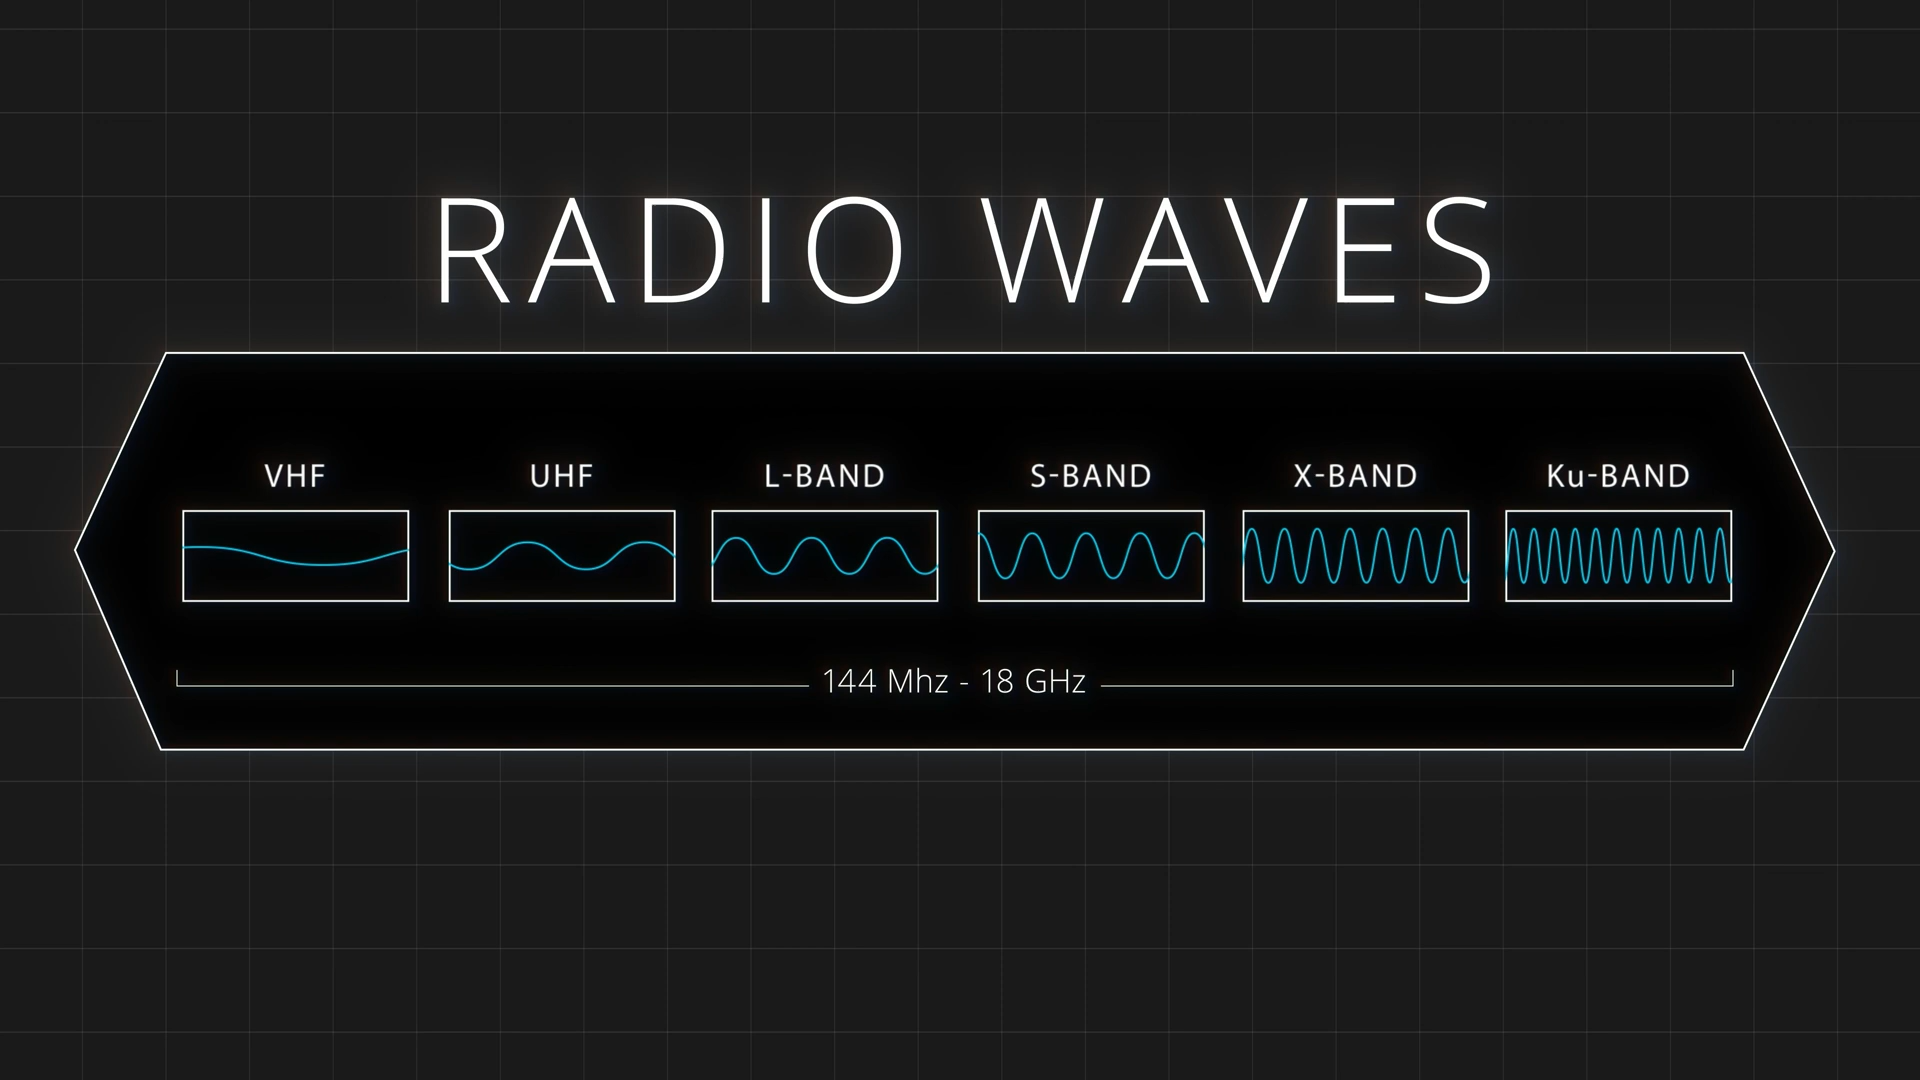 RADIO WAVES
VHF UHF L-BAND S-BAND X-BAND Ku-BAND
144 Mhz - 18 GHz